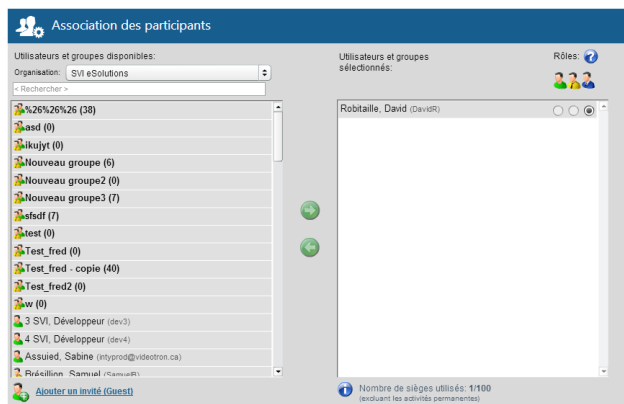 Association des participants
Utilisateurs et groupes disponibles:
Organisation: SVI eSolutions
< Rechercher >
%26%26%26 (38)
asd (0)
ikujyt (0)
Nouveau groupe (6)
Nouveau groupe2 (0)
Nouveau groupe3 (7)
sfsdf (7)
test (0)
Test_fred (0)
Test_fred - copie (40)
Test_fred2 (0)
w (0)
3 SVI, Développeur (dev3)
4 SVI, Développeur (dev4)
Assuied, Sabine (intyprod@videotron.ca)
Brésillion, Samuel (SamuelB)
Ajouter un invité (Guest)
Utilisateurs et groupes
sélectionnés:
Rôles:
Robitaille, David (DavidR)
Nombre de sièges utilisés: 1/100
(excluant les activités permanentes)